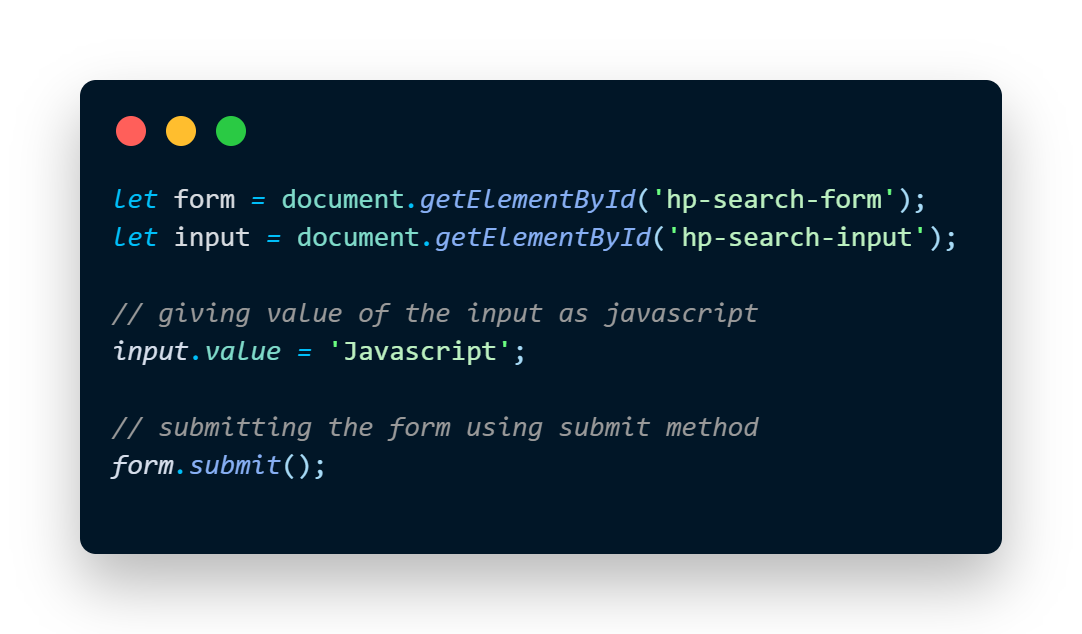 let form = document.getElementById('hp-search-form');
let input = document.getElementById('hp-search-input');
// giving value of the input as javascript
input.value = 'Javascript';
// submitting the form using submit method
form.submit();